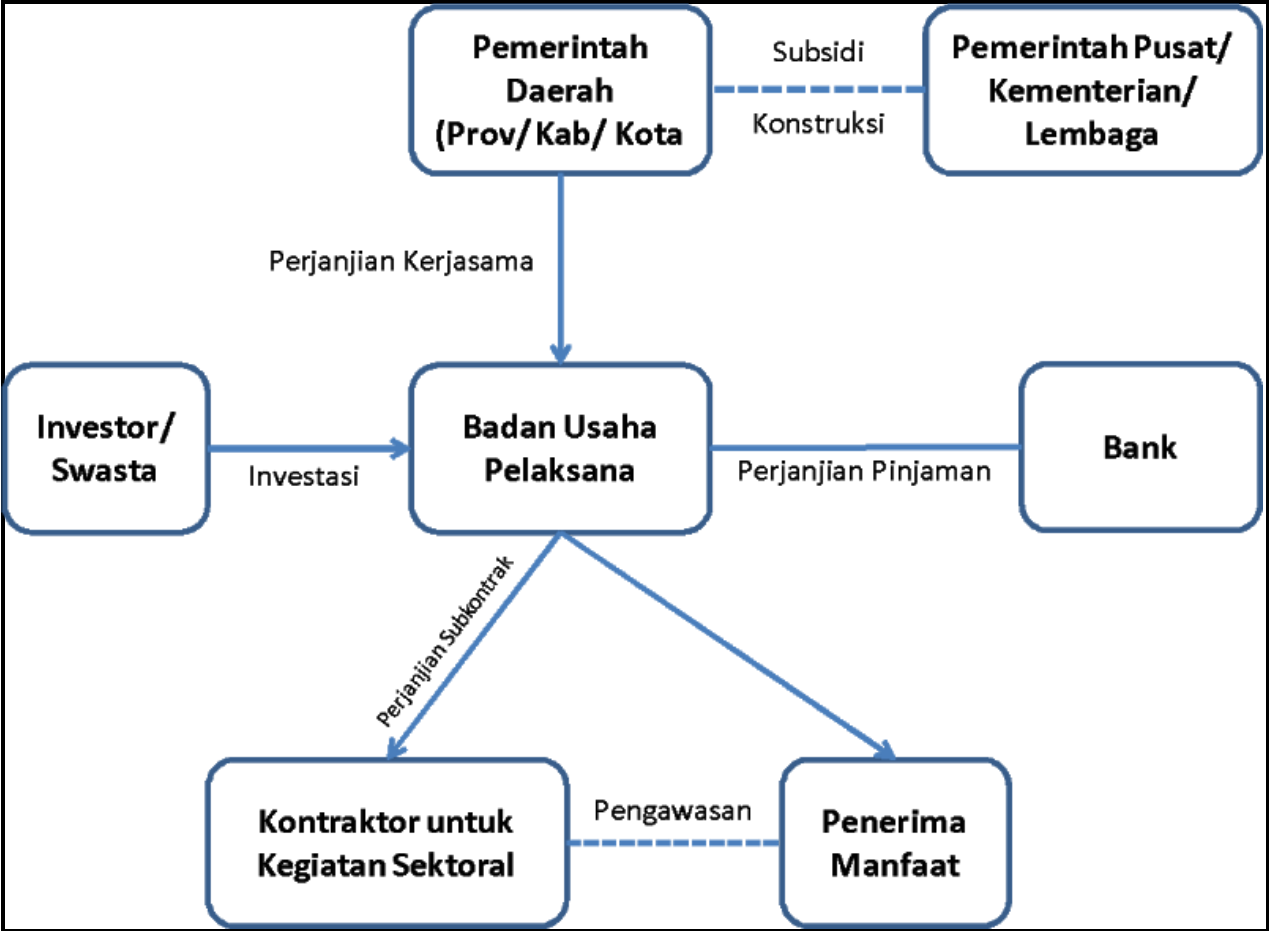 Pemerintah
Daerah
(Prov/ Kab/ Kota
Subsidi
Konstruksi
Pemerintah Pusat/
Kementerian/
Lembaga
Perjanjian Kerjasama
Investor/
Swasta
Investasi
Badan Usaha
Pelaksana
Perjanjian Pinjaman
Bank
Perjanjian Subkontrak
Kontraktor untuk
Kegiatan Sektoral
Pengawasan
Penerima
Manfaat